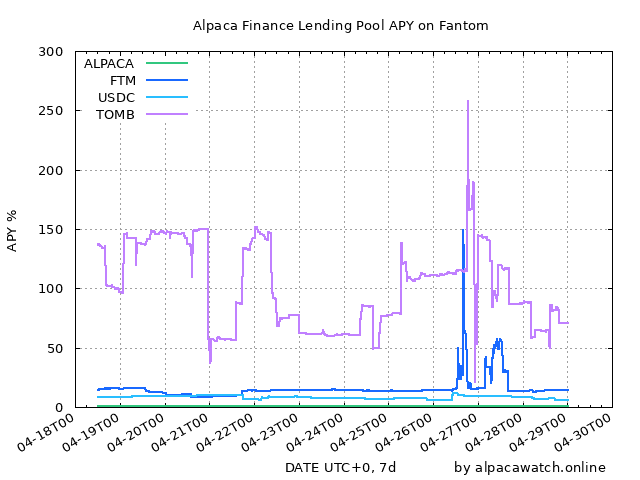 Alpaca Finance Lending Pool APY on Fantom
300
250
200
150
100
50
0
APY %
ALPACA
FTM
USDC
TOMB
04-18T00
04-19T00
04-20T00
04-21T00
04-22T00
04-23T00
04-24T00
04-25T00
04-26T00
04-27T00
04-28T00
04-29T00
04-30T00
DATE UTC+0, 7d
by alpacawatch.online